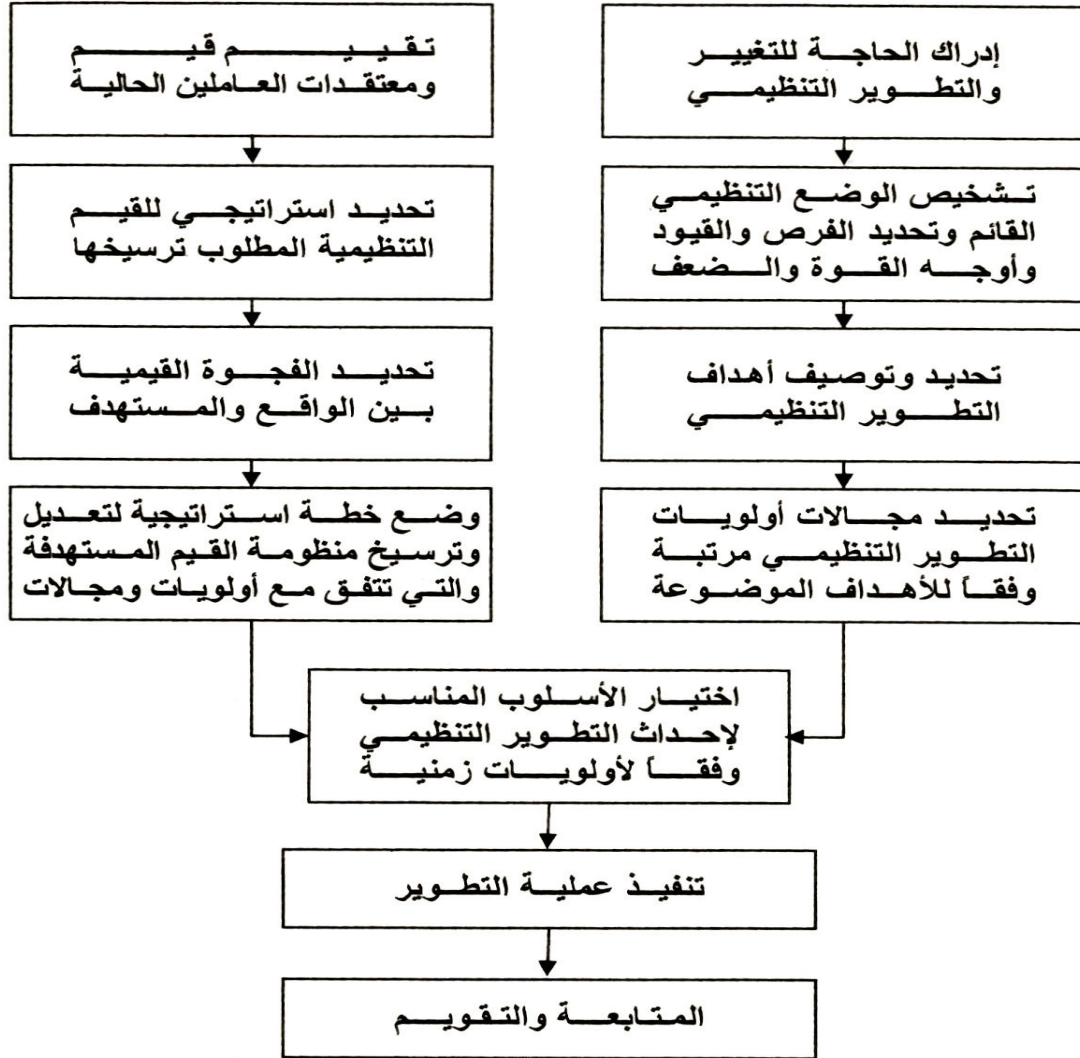 إدراك الحاجة للتغيير
والتطوير التنظيمي
تشخيص الوضع التنظيمي
القائم وتحديد الفرص والقيود
وأوجه القوة والضعف
تحديد وتوصيف أهداف
التطوير التنظيمي
تحديد مجالات أولويات
التطوير التنظيمي مرتبة
وفقاً للأهداف الموضوعة
تقييم قيم
ومعتقدات العاملين الحالية
تحديد استراتيجي للقيم
التنظيمية المطلوب ترسيخها
تحديد الفجوة القيمية
بين الواقع والمستهدف
وضع خطة استراتيجية لتعديل
وترسيخ منظومة القيم المستهدفة
والتي تتفق مع أولويات ومجالات
اختيار الأسلوب المناسب
لإحداث التطوير التنظيمي
وفقاً لأولويات زمنية
تنفيذ عملية التطوير
المتابعة والتقويم